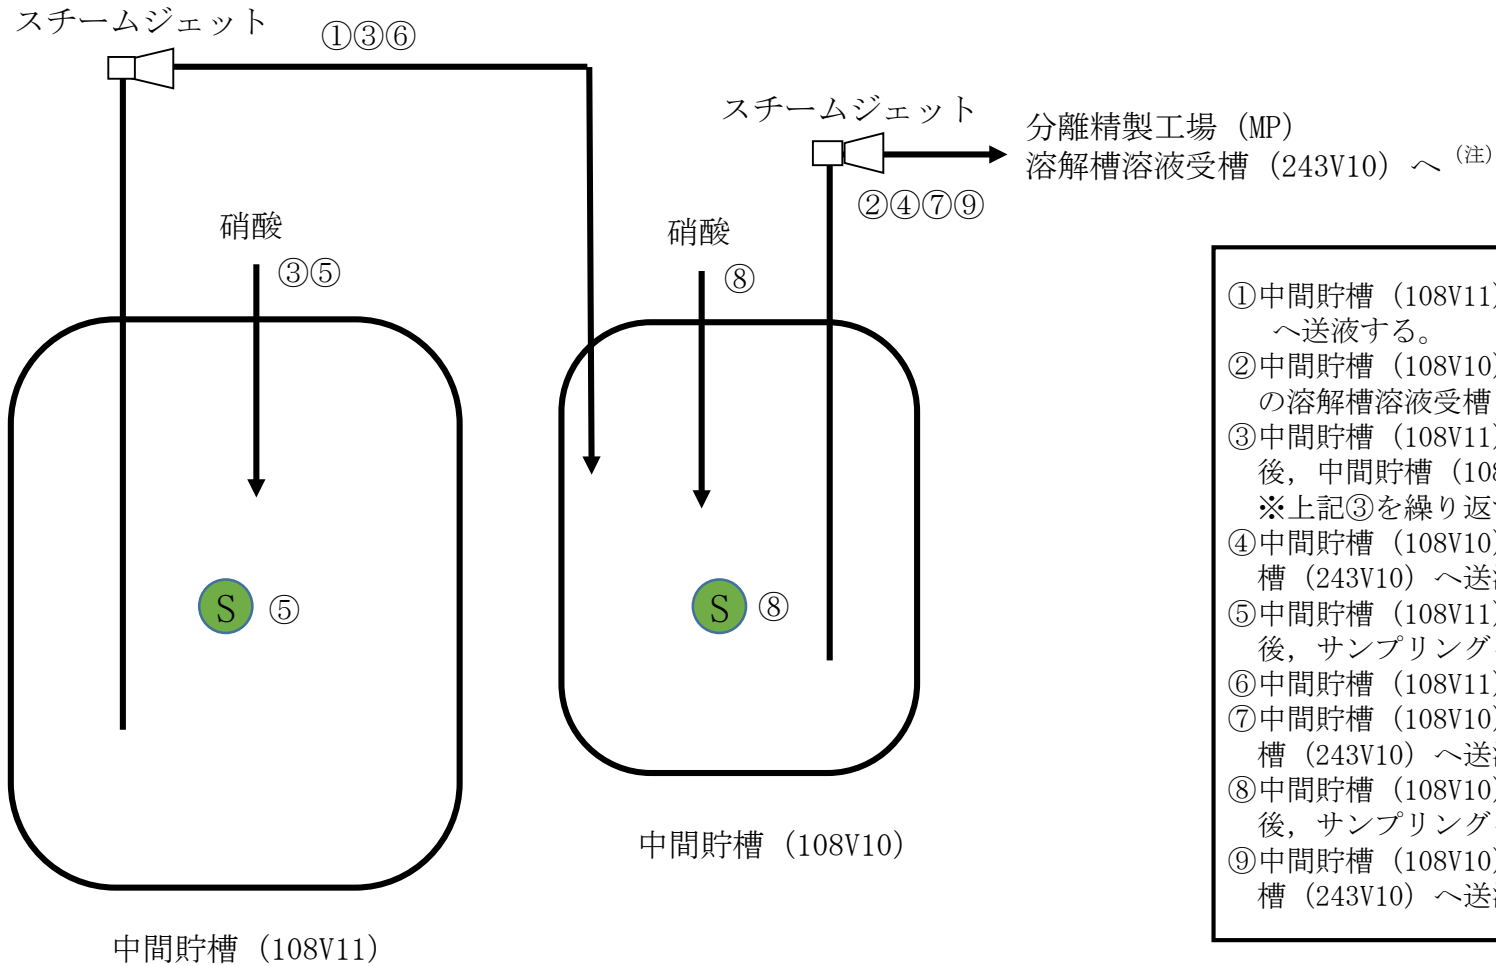 スチームジェット
①③⑥
スチームジェット
分離精製工場（MP）
溶解槽溶液受槽（243V10）へ（注）
②④⑦⑨
硝酸
③⑤
硝酸
⑧
S ⑤
S ⑧
中間貯槽（108V10）
中間貯槽（108V11）
①中間貯槽（108V11）
へ送液する。
②中間貯槽（108V10）
の溶解槽溶液受槽
③中間貯槽（108V11）
後，中間貯槽（108
※上記③を繰り返
④中間貯槽（108V10）
槽（243V10）へ送
⑤中間貯槽（108V11）
後，サンプリング
⑥中間貯槽（108V11）
⑦中間貯槽（108V10）
槽（243V10）へ送
⑧中間貯槽（108V10）
後，サンプリング
⑨中間貯槽（108V10）
槽（243V10）へ送